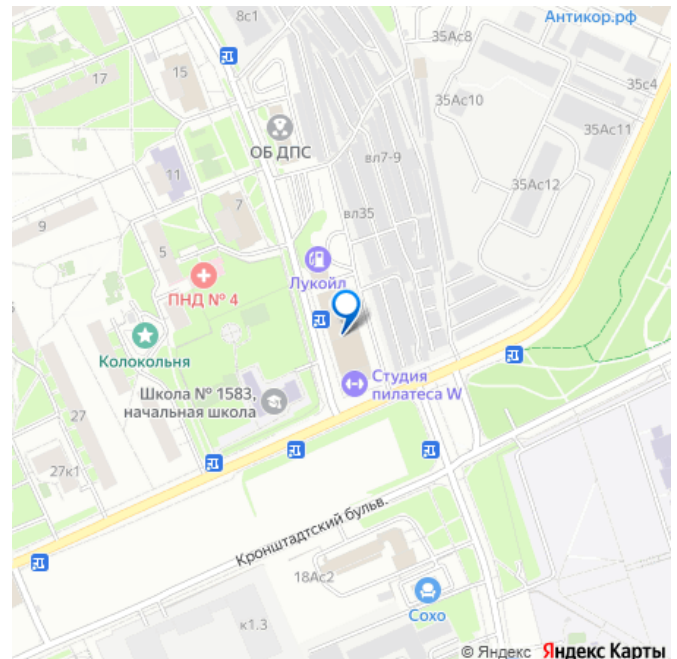 8с1
Антикор.рф
35Ас8
17
15
35с4
35Ас10
ОБ ДПС
35Ас11
вл7-9
11
35Ас12
7
вл35
9
5
Лукойл
ПНД № 4
Колокольня
Студия
пилатеса W
Школа № 1583,
начальная школа
27
27к1
Кронштадтский бульв.
18Ас2
Сохо
к1.3
© Яндекс Яндекс Карты